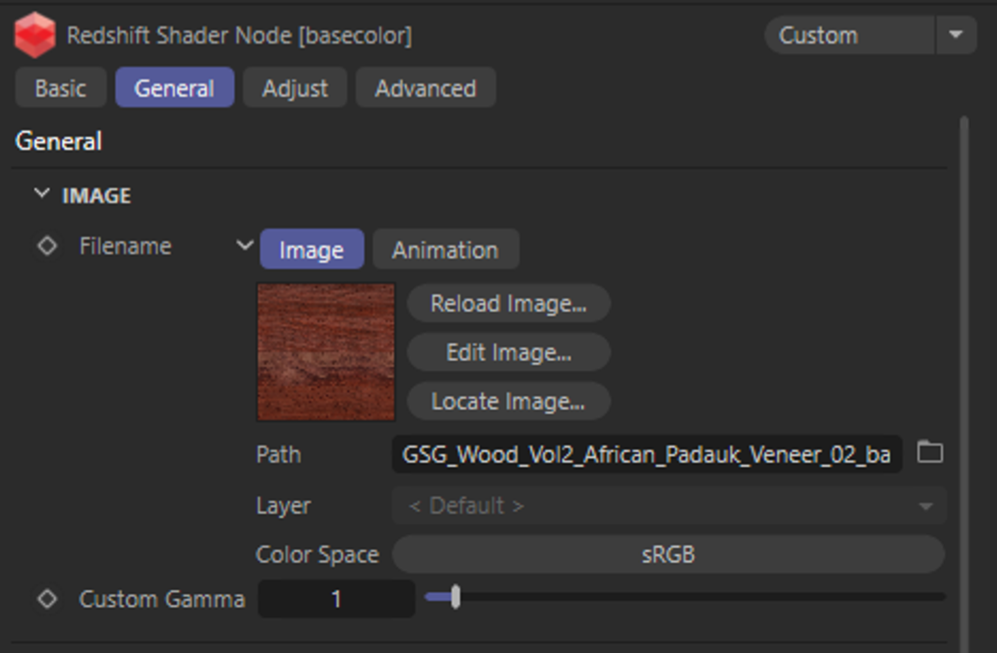 Redshift Shader Node [basecolor] Custom
Basic General Adjust Advanced
General
IMAGE
Filename Image Animation
Reload Image...
Edit Image...
Locate Image...
Path GSG_Wood_Vol2_African_Padauk_Veneer_02_ba
Layer < Default >
Color Space sRGB
Custom Gamma 1